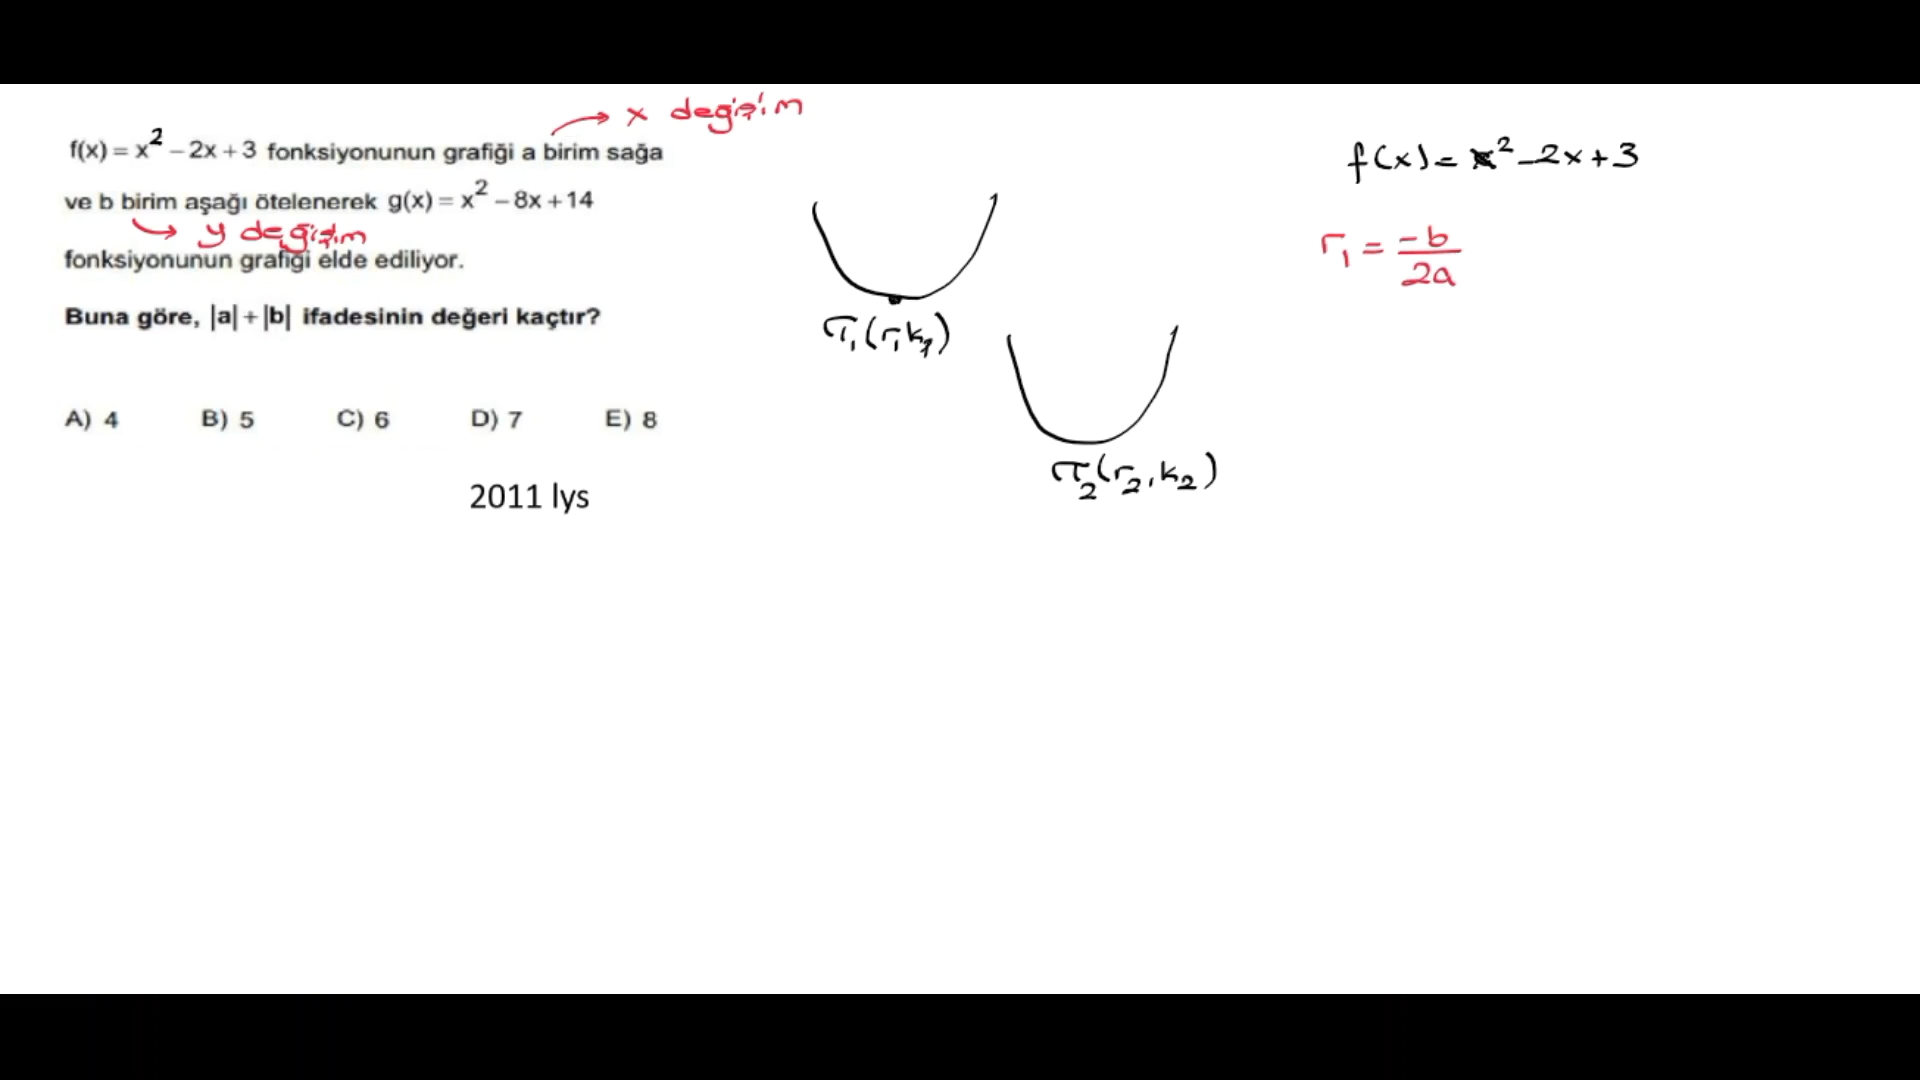 → x değişim
f(x) = x² – 2x + 3 fonksiyonunun grafiği a birim sağa
ve b birim aşağı ötelenerek g(x) = x² – 8x + 14
→ y değişim
fonksiyonunun grafiği elde ediliyor.
Buna göre, |a| + |b| ifadesinin değeri kaçtır?
A) 4 B) 5 C) 6 D) 7 E) 8
2011 lys
T₁(r₁k₁)
T₂(r₂,k₂)
f(x) = x² – 2x + 3
r₁ = -b/2a